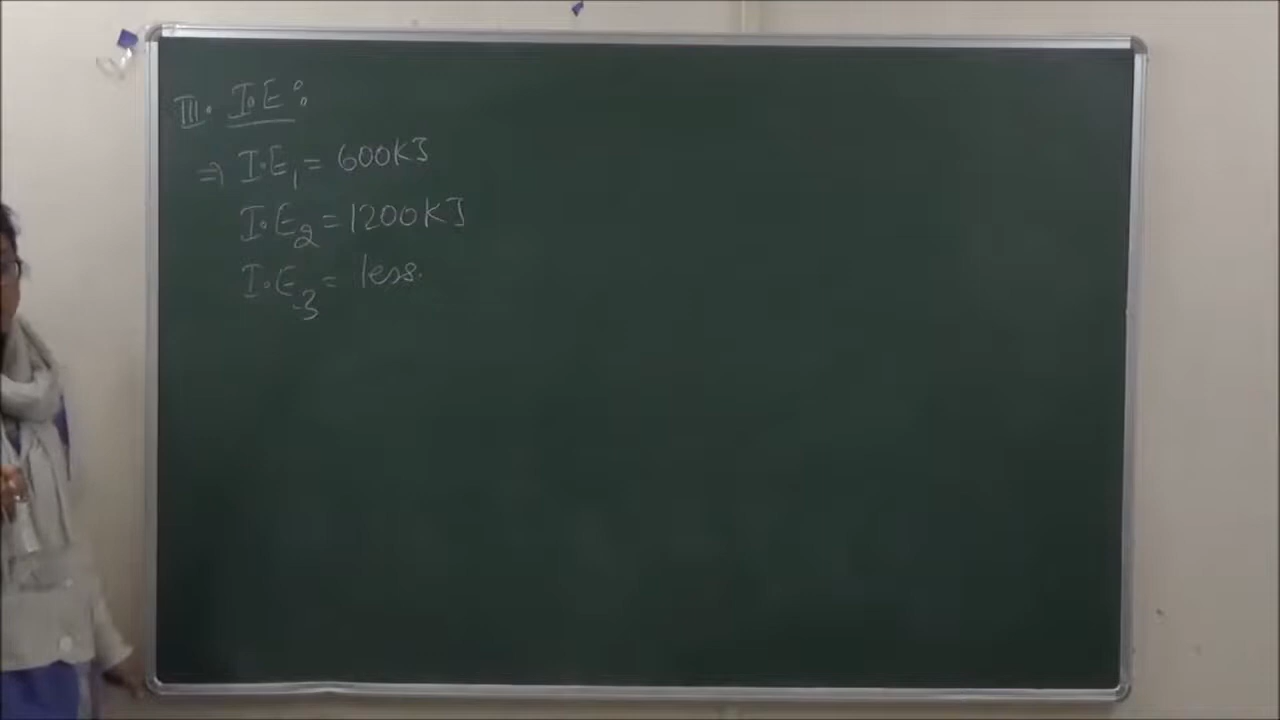 III. I.E:
⇒ I.E₁ = 600KJ
I.E₂ = 1200KJ
I.E₃ = less.